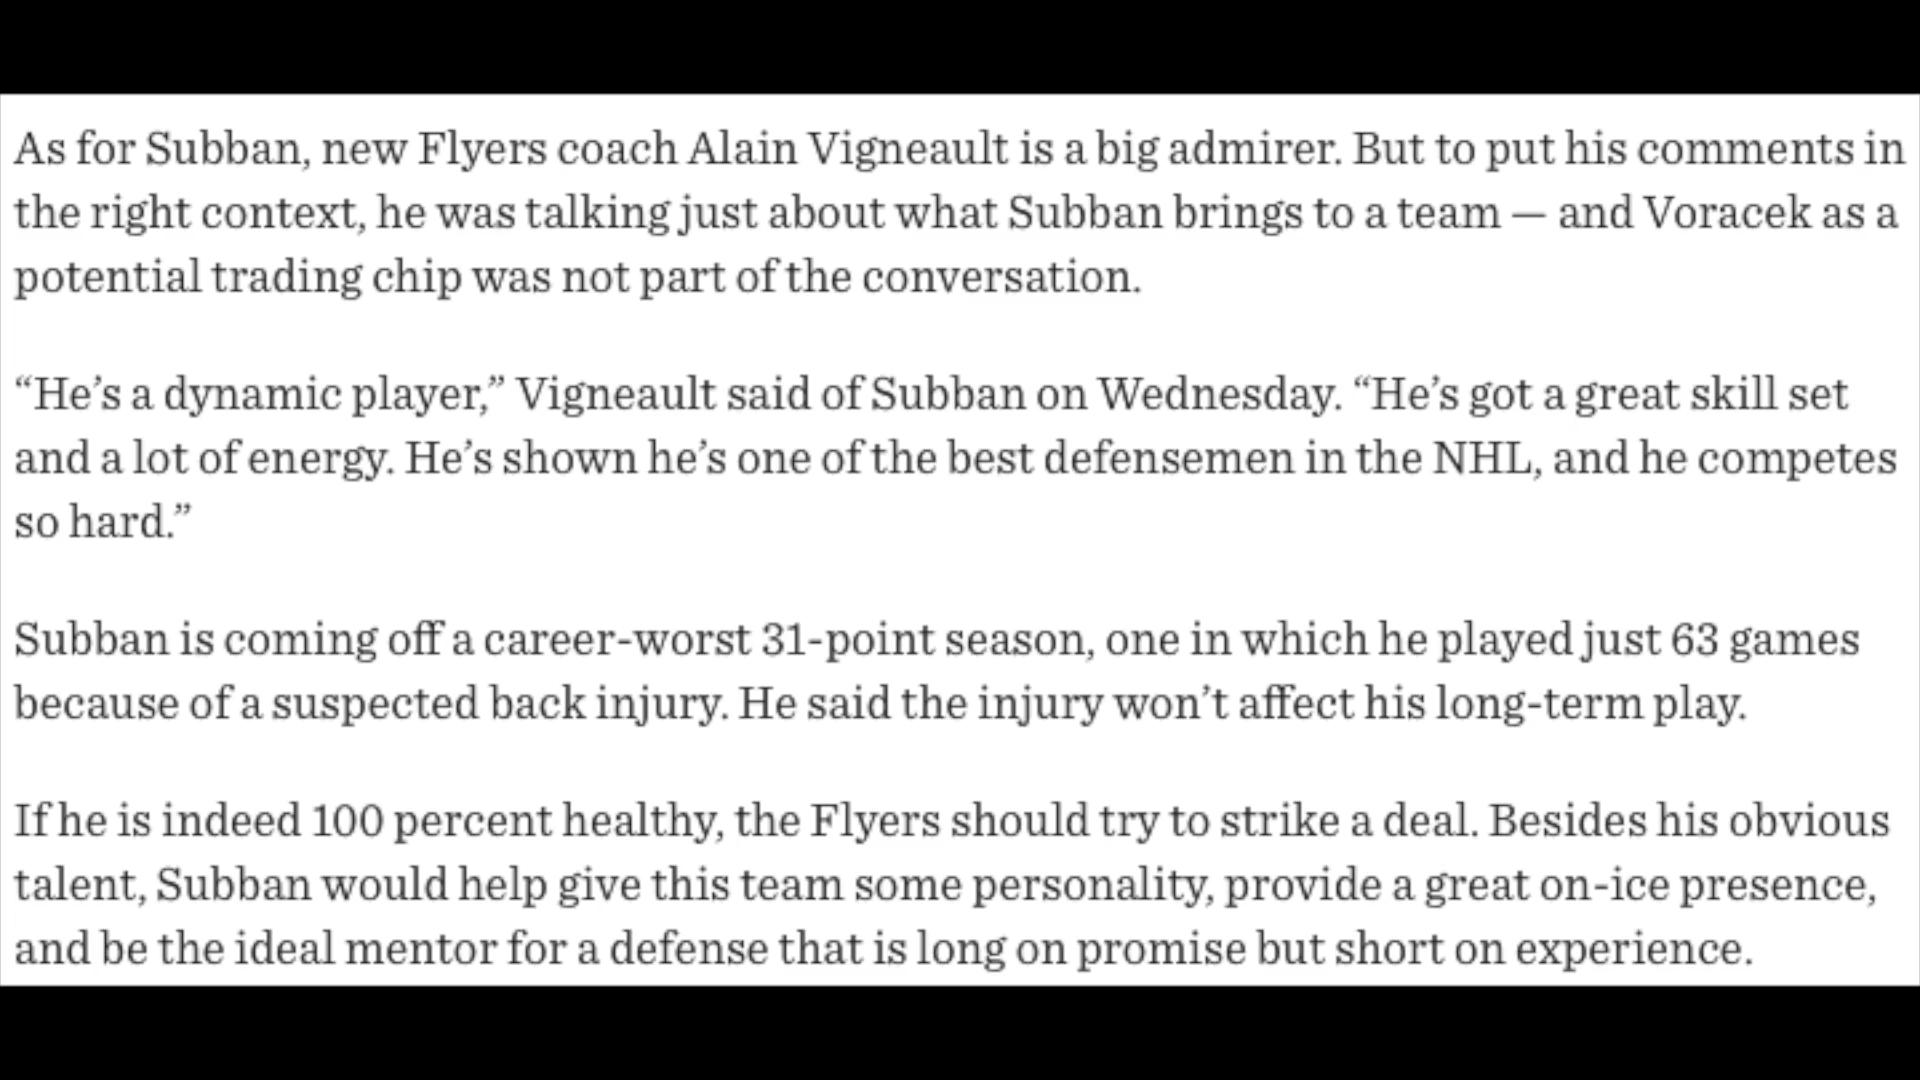 As for Subban, new Flyers coach Alain Vigneault is a big admirer. But to put his comments in
the right context, he was talking just about what Subban brings to a team — and Voracek as a
potential trading chip was not part of the conversation.
“He’s a dynamic player,” Vigneault said of Subban on Wednesday. “He’s got a great skill set
and a lot of energy. He’s shown he’s one of the best defensemen in the NHL, and he competes
so hard.”
Subban is coming off a career-worst 31-point season, one in which he played just 63 games
because of a suspected back injury. He said the injury won’t affect his long-term play.
If he is indeed 100 percent healthy, the Flyers should try to strike a deal. Besides his obvious
talent, Subban would help give this team some personality, provide a great on-ice presence,
and be the ideal mentor for a defense that is long on promise but short on experience.